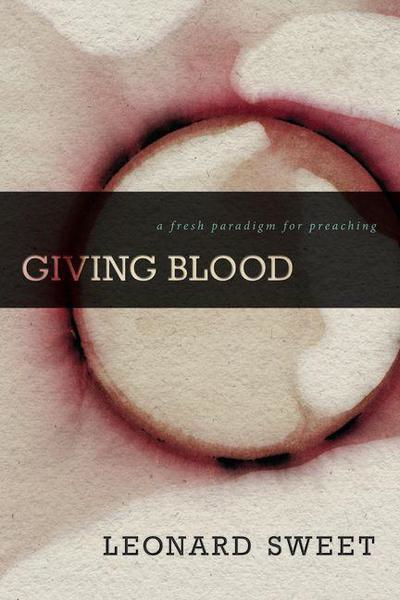 a fresh paradigm for preaching
GIVING BLOOD
LEONARD SWEET